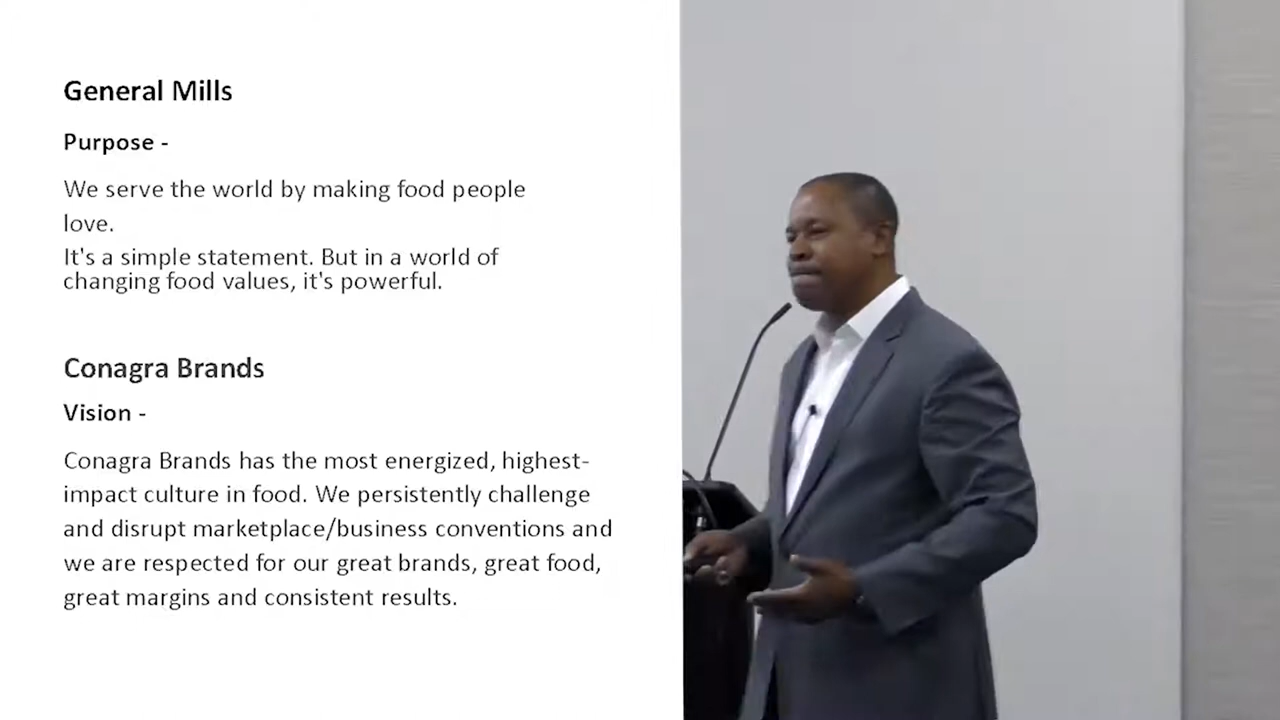 General Mills
Purpose -
We serve the world by making food people
love.
It's a simple statement. But in a world of
changing food values, it's powerful.
Conagra Brands
Vision -
Conagra Brands has the most energized, highest-
impact culture in food. We persistently challenge
and disrupt marketplace/business conventions and
we are respected for our great brands, great food,
great margins and consistent results.